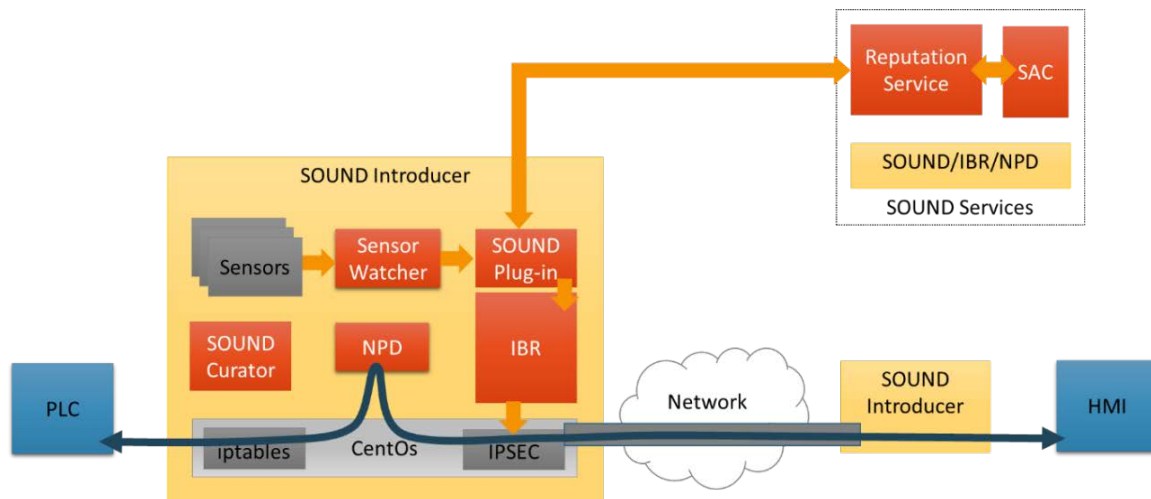 Reputation
Service
SAC
SOUND/IBR/NPD
SOUND Services
SOUND Introducer
Sensors
Sensor
Watcher
SOUND
Plug-in
SOUND
Curator
NPD
IBR
PLC
iptables
CentOs
IPSEC
Network
SOUND
Introducer
HMI